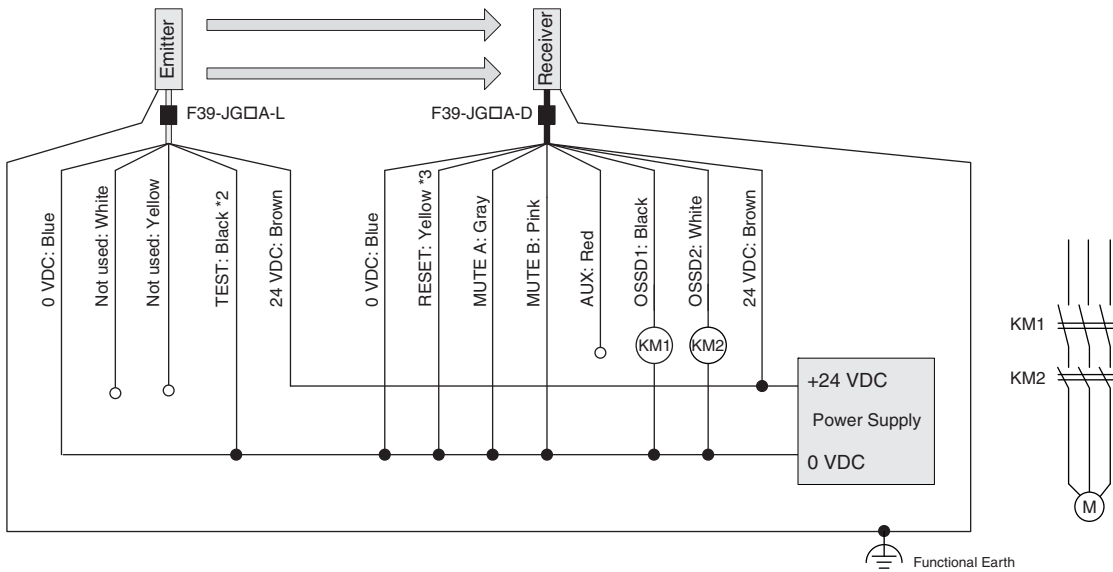 Emitter
Receiver
F39-JG□A-L
F39-JG□A-D
0 VDC: Blue
Not used: White
Not used: Yellow
TEST: Black *2
24 VDC: Brown
0 VDC: Blue
RESET: Yellow *3
MUTE A: Gray
MUTE B: Pink
AUX: Red
OSSD1: Black
OSSD2: White
24 VDC: Brown
KM1
KM2
+24 VDC
Power Supply
0 VDC
KM1
KM2
M
Functional Earth